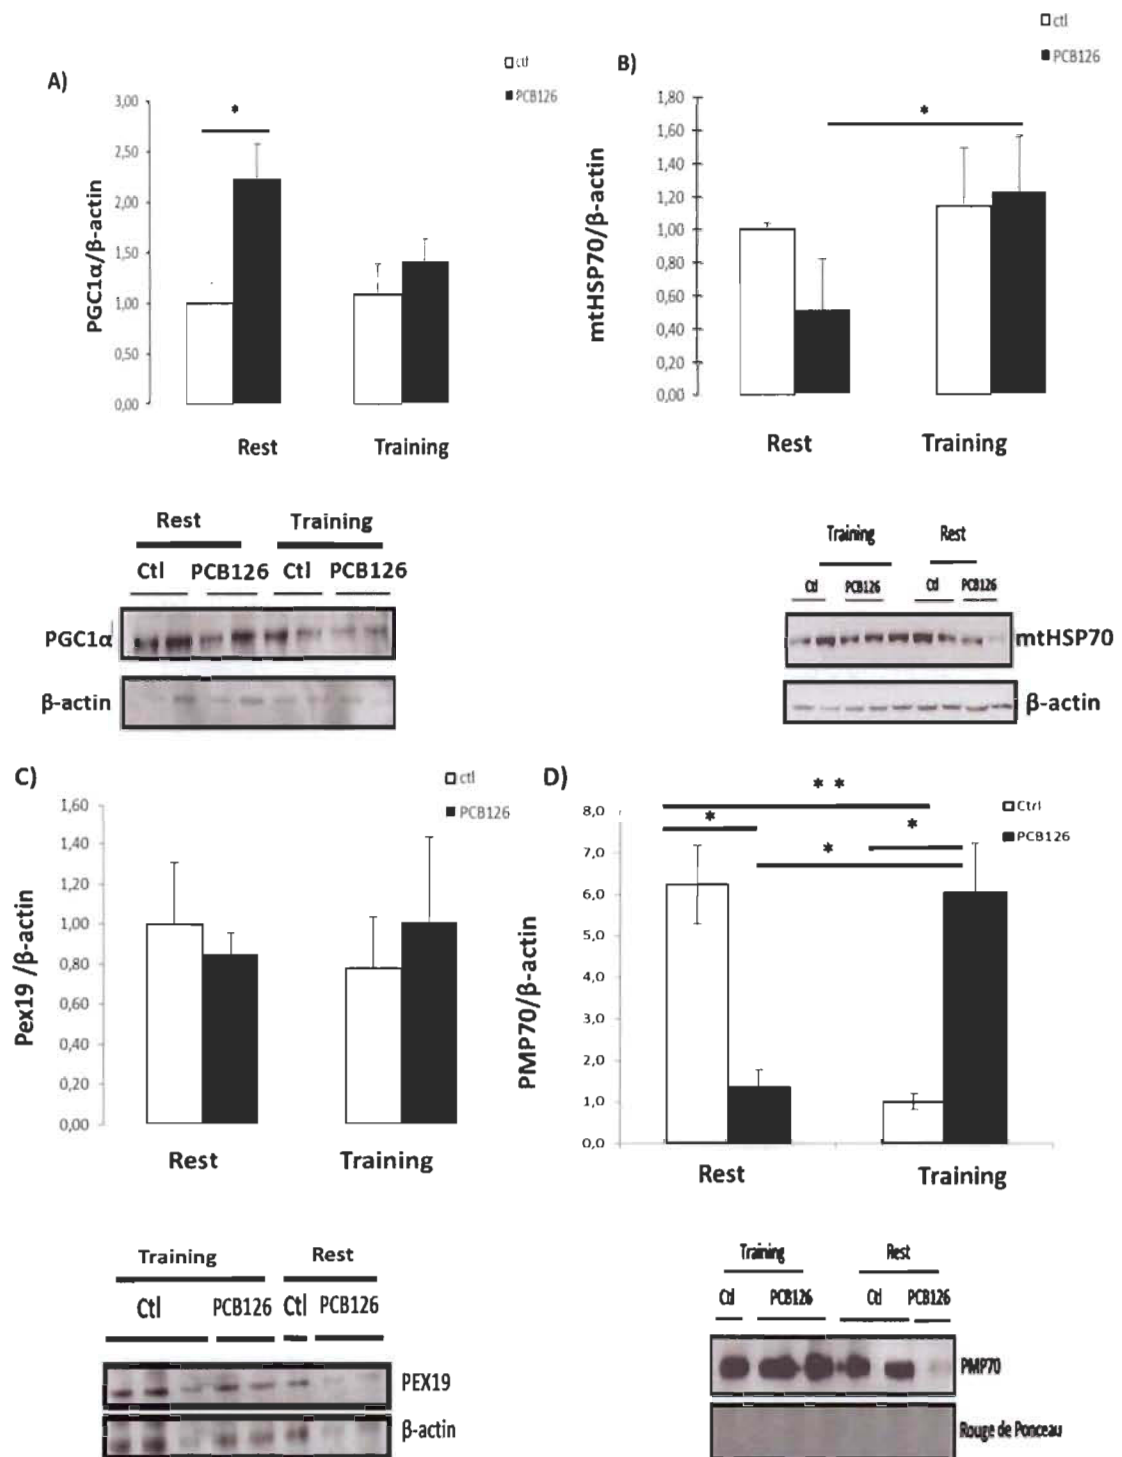 A)
ctl
PCB126
3,00
2,50
2,00
1,50
1,00
0,50
0,00
PGC1α/β-actin
*
Rest Training
B)
ctl
PCB126
1,80
1,60
1,40
1,20
1,00
0,80
0,60
0,40
0,20
0,00
mtHSP70/β-actin
*
Rest Training
Rest Training
Ctl PCB126 Ctl PCB126
PGC1α
β-actin
Training Rest
Ctl PCB126 Ctl PCB126
mtHSP70
β-actin
C)
ctl
PCB126
1,60
1,40
1,20
1,00
0,80
0,60
0,40
0,20
0,00
Pex19 /β-actin
Rest Training
D)
Ctrl
PCB126
8,0
7,0
6,0
5,0
4,0
3,0
2,0
1,0
0,0
PMP70/β-actin
* *
*
*
*
Rest Training
Training Rest
Ctl PCB126 Ctl PCB126
PEX19
β-actin
Training Rest
Ctl PCB126 Ctl PCB126
PMP70
Rouge de Ponceau